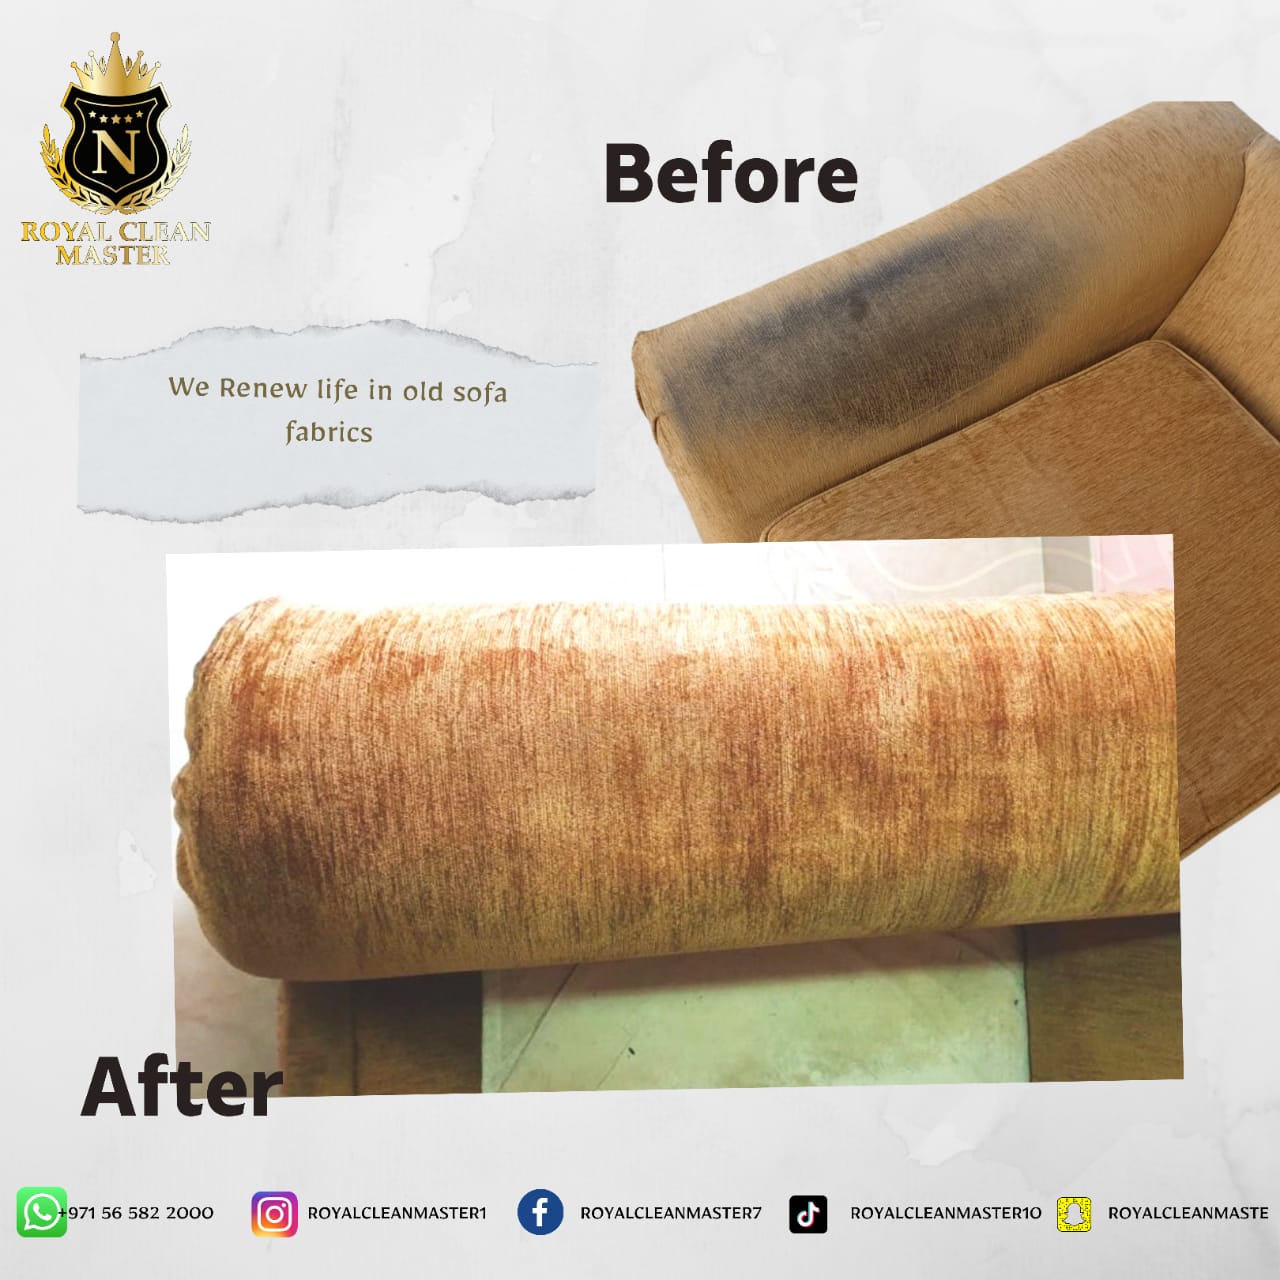 N
ROYAL CLEAN
MASTER
Before
We Renew life in old sofa
fabrics
After
+971 56 582 2000
ROYALCLEANMASTER1
ROYALCLEANMASTER7
ROYALCLEANMASTER10
ROYALCLEANMASTE